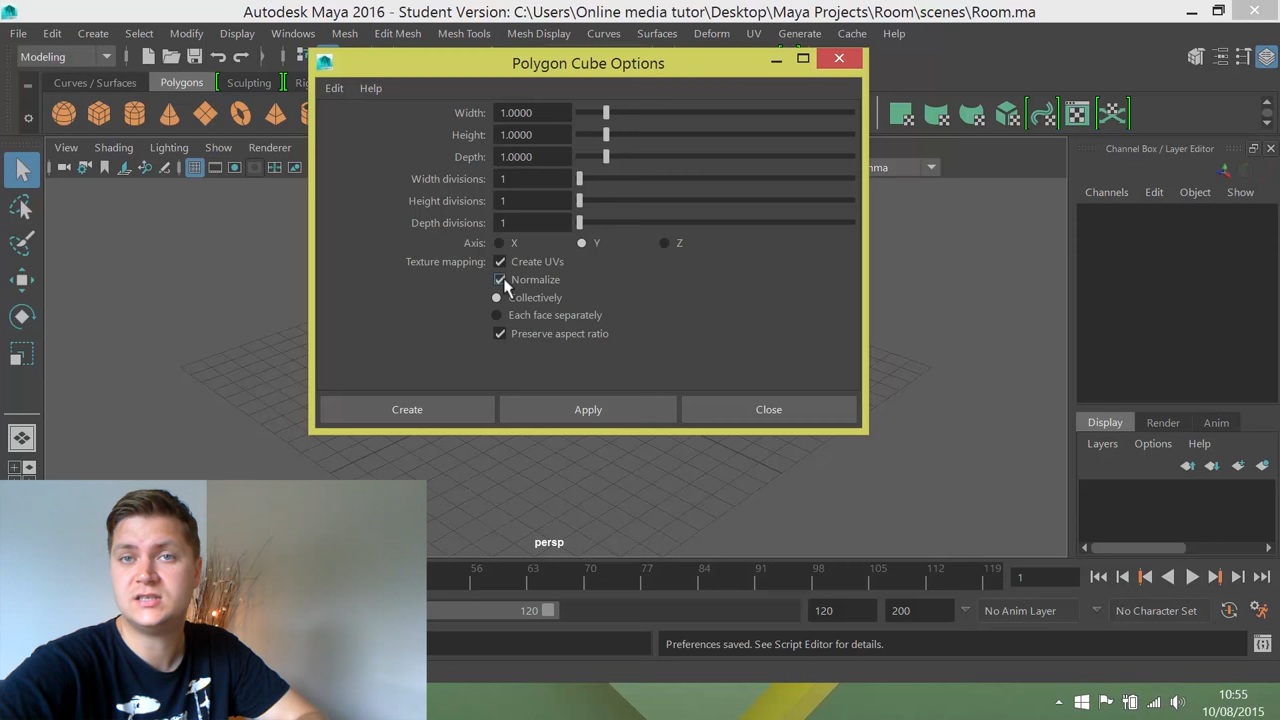 Autodesk Maya 2016 - Student Version: C:\Users\Online media tutor\Desktop\Maya Projects\Room\scenes\Room.ma
File Edit Create Select Modify Display Windows Mesh Edit Mesh Mesh Tools Mesh Display Curves Surfaces Deform UV Generate Cache Help
Modeling
Curves / Surfaces Polygons Sculpting
View Shading Lighting Show Renderer
Polygon Cube Options
Edit Help
Width: 1.0000
Height: 1.0000
Depth: 1.0000
Width divisions: 1
Height divisions: 1
Depth divisions: 1
Axis: X Y Z
Texture mapping: Create UVs
Normalize
Collectively
Each face separately
Preserve aspect ratio
Create Apply Close
Channel Box / Layer Editor
Channels Edit Object Show
Display Render Anim
Layers Options Help
persp
56 63 70 77 84 91 98 105 112 119 1
120 120 200 No Anim Layer No Character Set
Preferences saved. See Script Editor for details.
10:55
10/08/2015